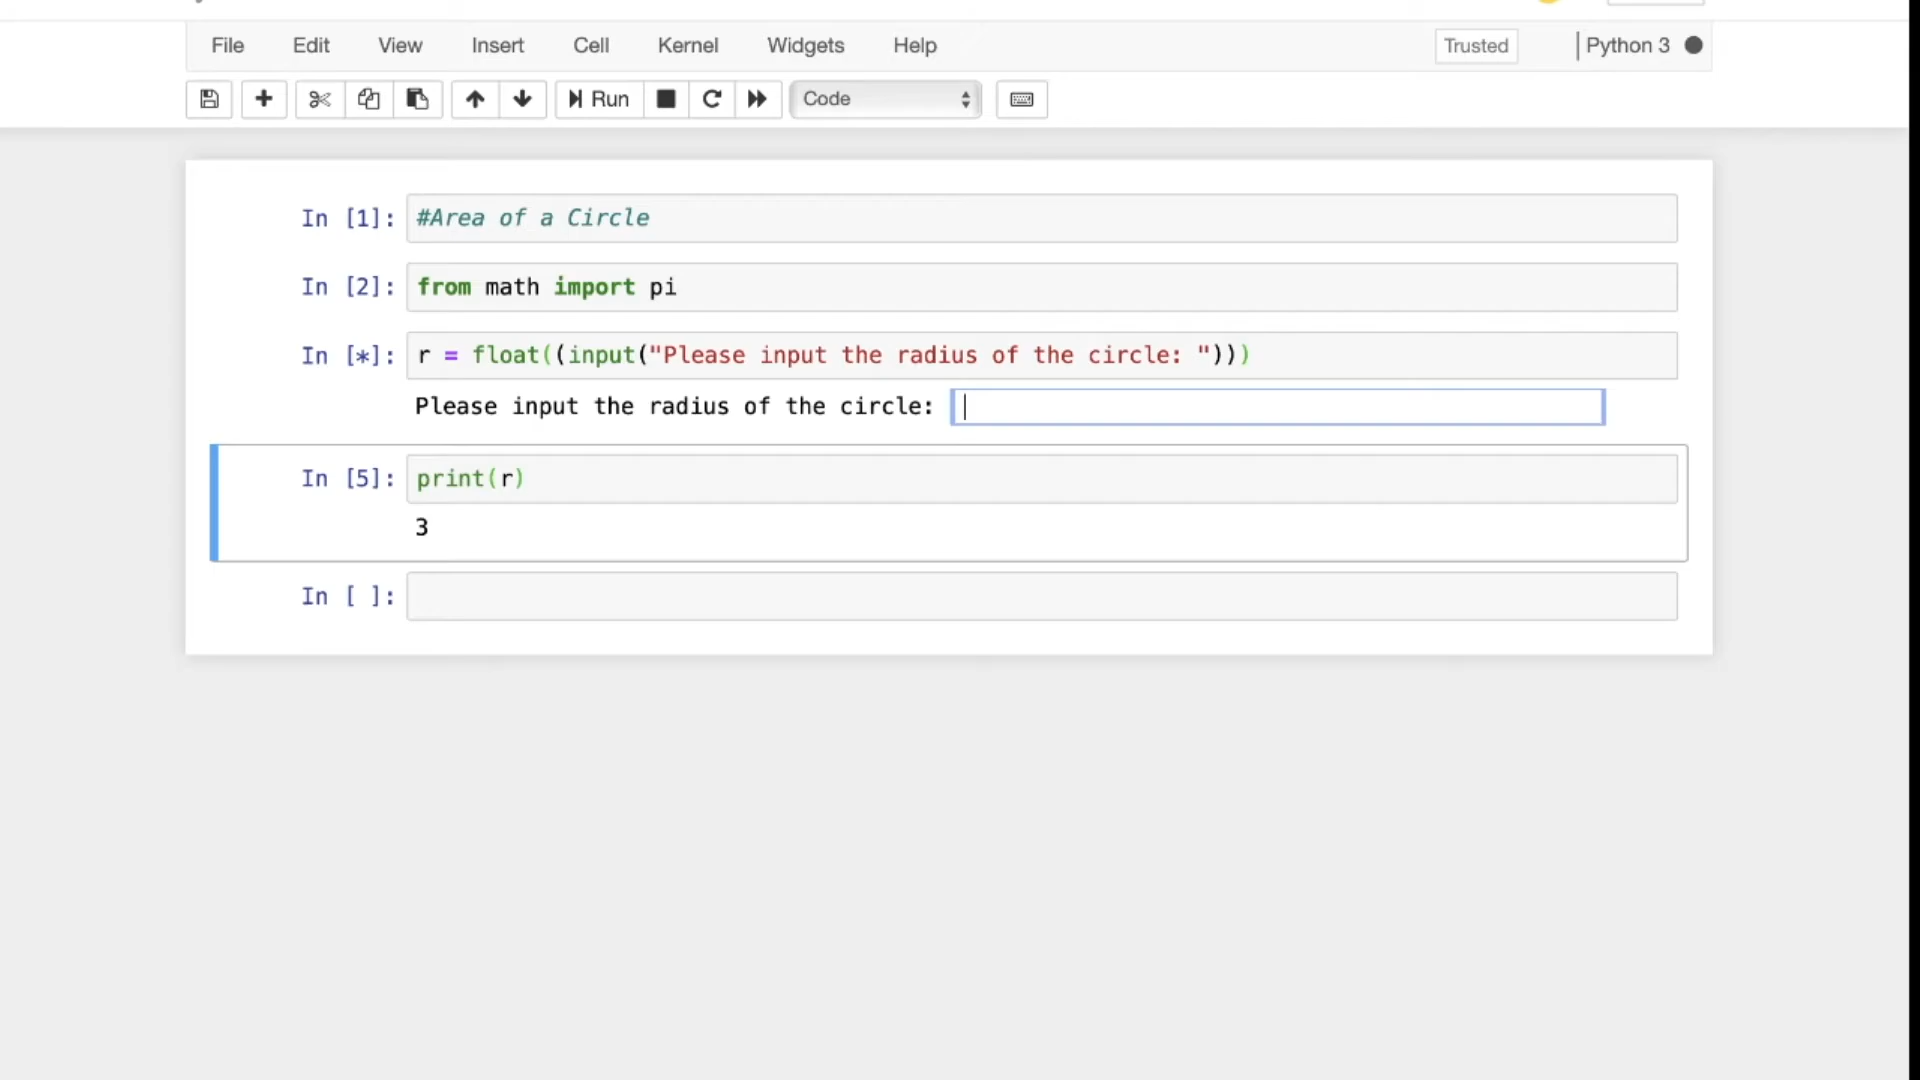 File Edit View Insert Cell Kernel Widgets Help Trusted Python 3
Run Code
In [1]: #Area of a Circle
In [2]: from math import pi
In [*]: r = float((input("Please input the radius of the circle: ")))
Please input the radius of the circle:
In [5]: print(r)
3
In [ ]: